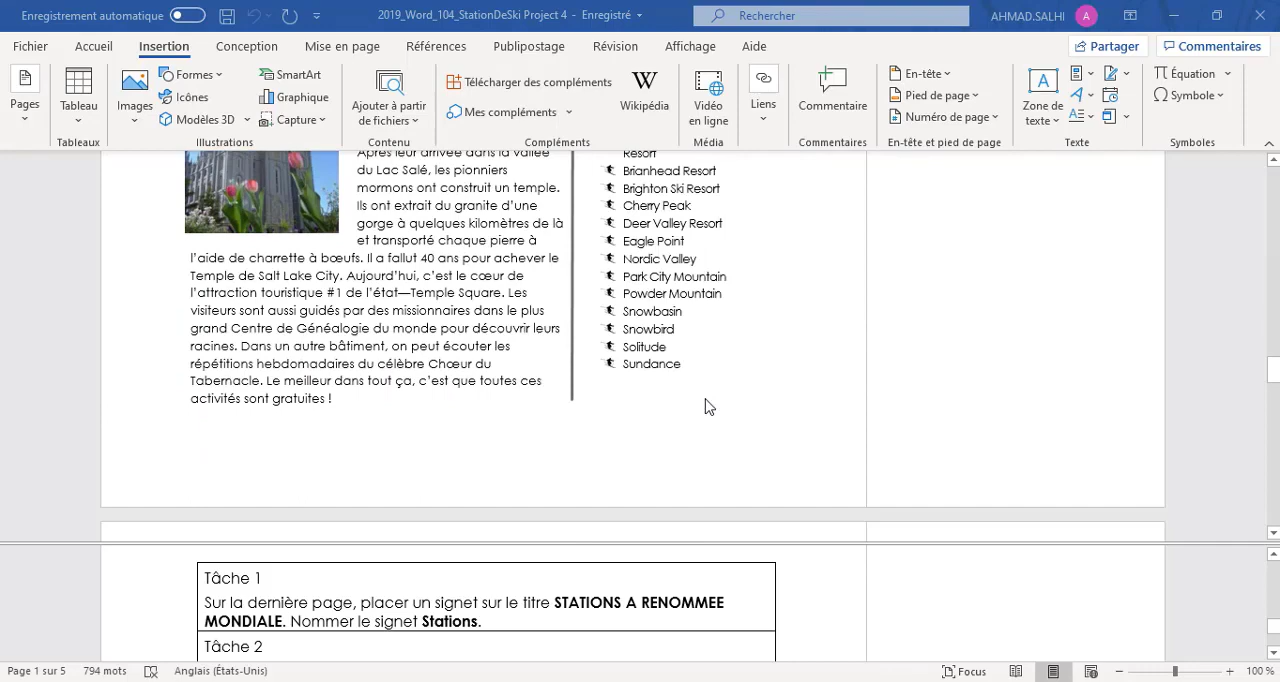 Enregistrement automatique
2019_Word_104_StationDeSki Project 4 - Enregistré
Rechercher
AHMAD.SALHI A
Fichier Accueil Insertion Conception Mise en page Références Publipostage Révision Affichage Aide Partager Commentaires
Pages
Tableau
Tableaux
Images
Formes
Icônes
Modèles 3D
SmartArt
Graphique
Capture
Illustrations
Ajouter à partir
de fichiers
Contenu
Télécharger des compléments
Mes compléments
Wikipédia
Compléments
Vidéo
en ligne
Média
Liens
Commentaire
Commentaires
En-tête
Pied de page
Numéro de page
En-tête et pied de page
Zone de
texte
Texte
Équation
Symbole
Symboles
Après leur arrivée dans la vallée
du Lac Salé, les pionniers
mormons ont construit un temple.
Ils ont extrait du granite d’une
gorge à quelques kilomètres de là
et transporté chaque pierre à
l’aide de charrette à bœufs. Il a fallut 40 ans pour achever le
Temple de Salt Lake City. Aujourd’hui, c’est le cœur de
l’attraction touristique #1 de l’état—Temple Square. Les
visiteurs sont aussi guidés par des missionnaires dans le plus
grand Centre de Généalogie du monde pour découvrir leurs
racines. Dans un autre bâtiment, on peut écouter les
répétitions hebdomadaires du célèbre Chœur du
Tabernacle. Le meilleur dans tout ça, c’est que toutes ces
activités sont gratuites !
Resort
Brianhead Resort
Brighton Ski Resort
Cherry Peak
Deer Valley Resort
Eagle Point
Nordic Valley
Park City Mountain
Powder Mountain
Snowbasin
Snowbird
Solitude
Sundance
Tâche 1
Sur la dernière page, placer un signet sur le titre STATIONS A RENOMMEE
MONDIALE. Nommer le signet Stations.
Tâche 2
Page 1 sur 5 794 mots Anglais (États-Unis) Focus 100 %